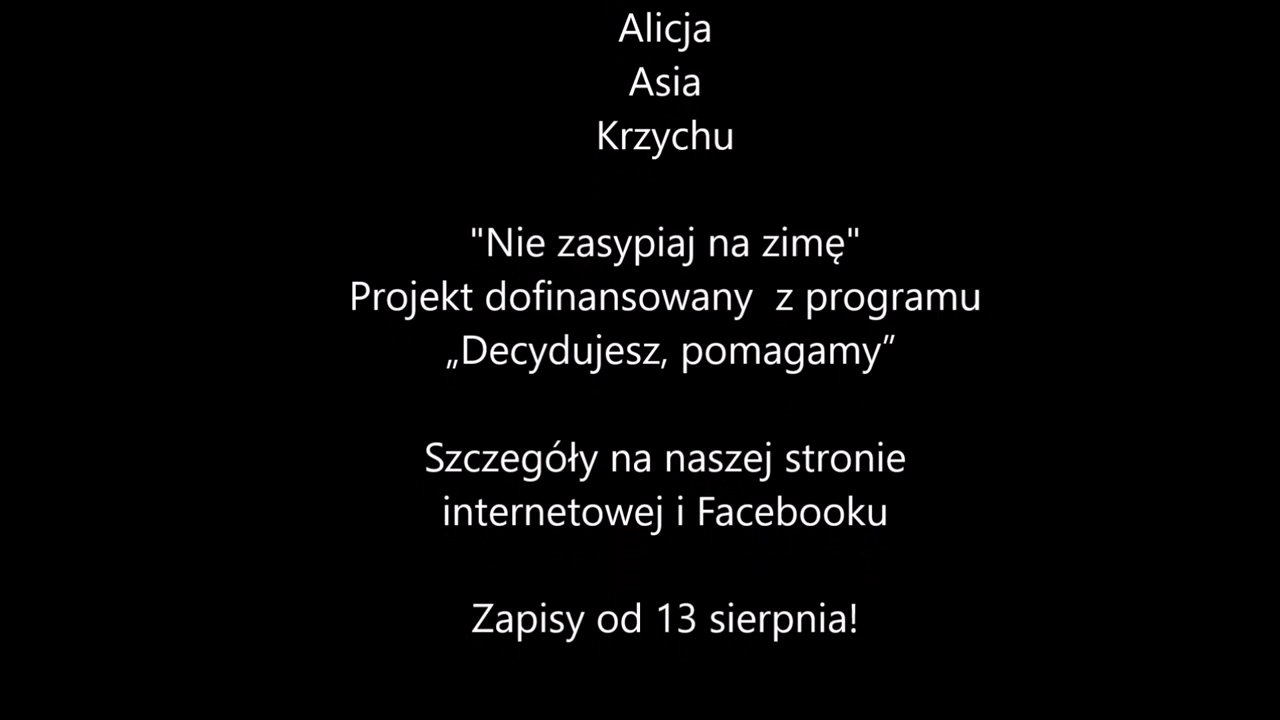 Alicja
Asia
Krzychu
"Nie zasypiaj na zimę"
Projekt dofinansowany  z programu
„Decydujesz, pomagamy”
Szczegóły na naszej stronie
internetowej i Facebooku
Zapisy od 13 sierpnia!